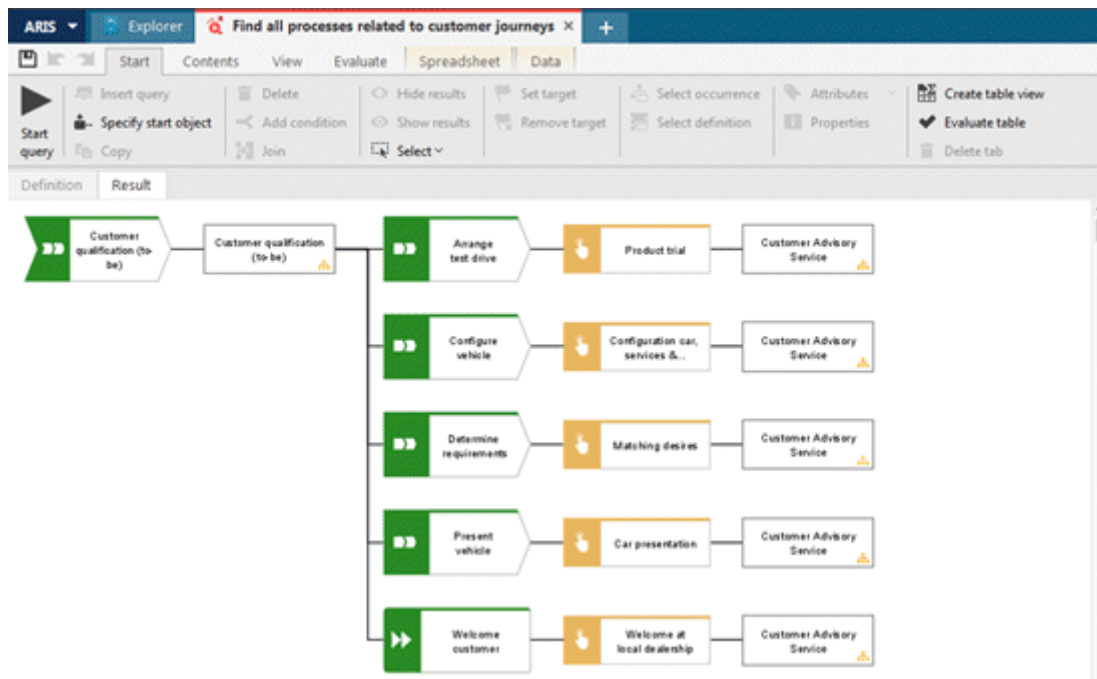 ARIS Explorer Find all processes related to customer journeys × +
Start Contents View Evaluate Spreadsheet Data
Start query
Insert query
Specify start object
Copy
Delete
Add condition
Join
Hide results
Show results
Select
Set target
Remove target
Select occurrence
Select definition
Attributes
Properties
Create table view
Evaluate table
Delete tab
Definition Result
Customer
qualification (to-
be)
Customer qualification
(to be)
Arrange
test drive
Product trial
Customer Advisory
Service
Configure
vehicle
Configuration car,
services &...
Customer Advisory
Service
Determine
requirements
Matching desires
Customer Advisory
Service
Present
vehicle
Car presentation
Customer Advisory
Service
Welcome
customer
Welcome at
local dealership
Customer Advisory
Service